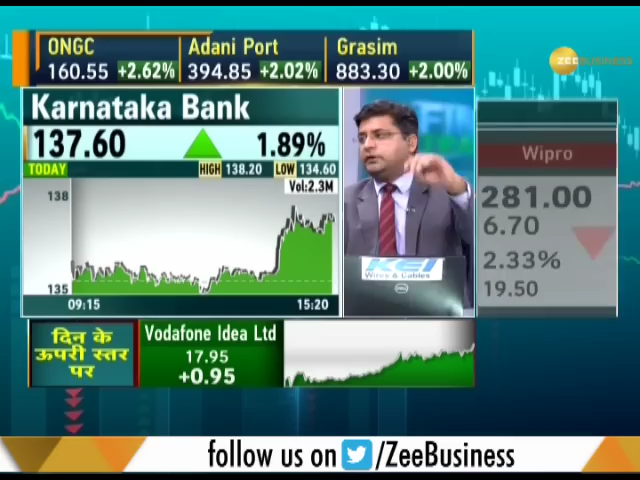 ONGC
160.55 +2.62%
Adani Port
394.85 +2.02%
Grasim
883.30 +2.00%
ZEE BUSINESS
Karnataka Bank
137.60 1.89%
TODAY HIGH 138.20 LOW 134.60
Vol:2.3M
138
135
09:15 15:20
KEI
Wires & Cables
DELL
Wipro
281.00
6.70
2.33%
19.50
दिन के
ऊपरी स्तर
पर
Vodafone Idea Ltd
17.95
+0.95
follow us on /ZeeBusiness